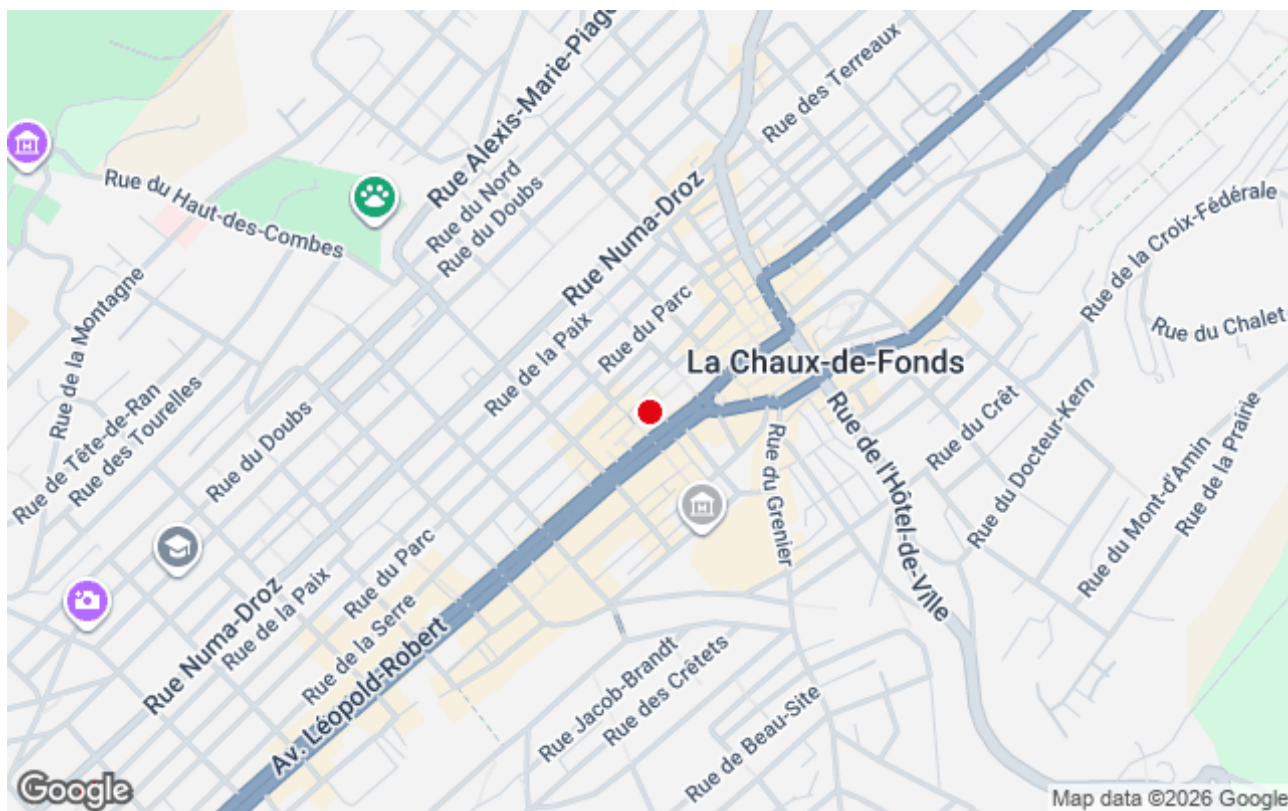 Rue Alexis-Marie-Piage
Rue des Terreaux
Rue du Haut-des-Combes
Rue du Nord
Rue du Doubs
Rue Numa-Droz
Rue de la Croix-Fédérale
Rue de la Montagne
Rue du Parc
Rue de la Paix
Rue du Chalet
La Chaux-de-Fonds
Rue de Tête-de-Ran
Rue des Tourelles
Rue du Doubs
Rue du Crêt
Rue du Docteur-Kern
Rue de l'Hôtel-de-Ville
Rue du Grenier
Rue du Mont-d'Amin
Rue de la Prairie
Rue du Parc
Rue de la Paix
Rue Numa-Droz
Rue de la Serre
Av. Léopold-Robert
Rue Jacob-Brandt
Rue des Crêtets
Rue de Beau-Site
Google
Map data ©2026 Google